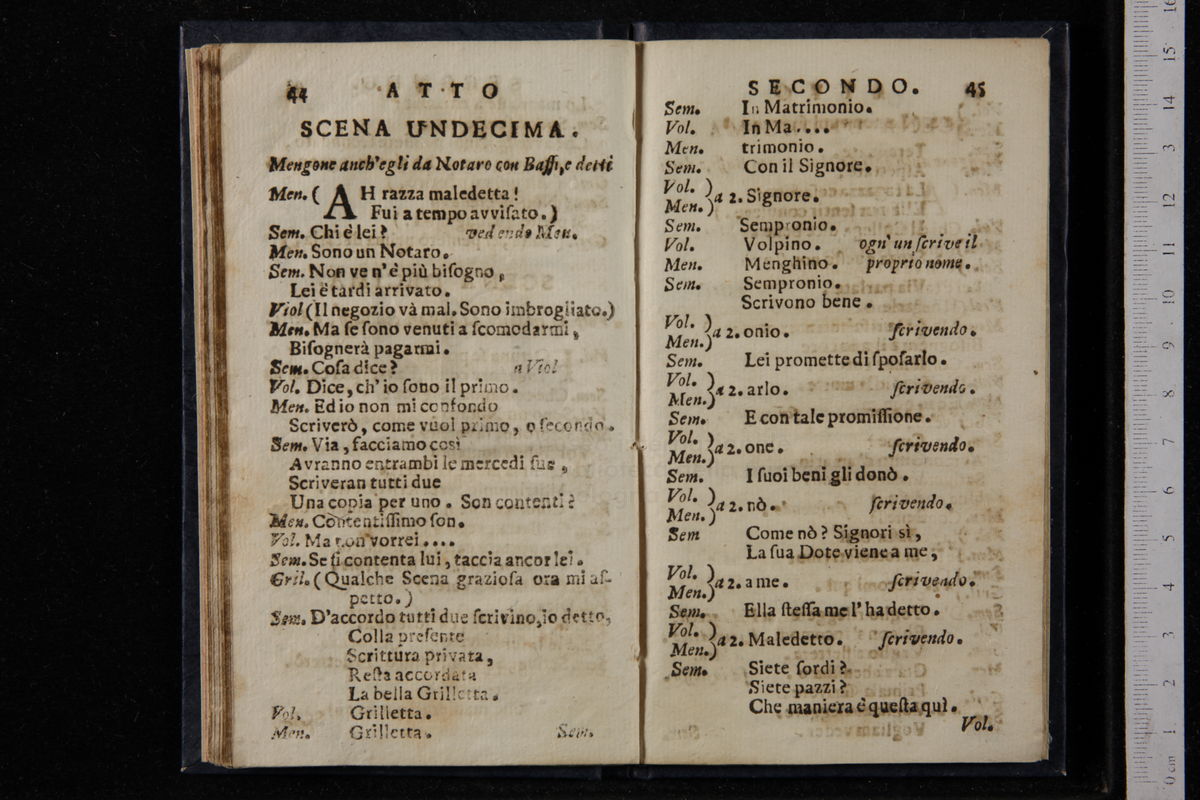 44 ATTO
SCENA UNDECIMA.
Mengone anch'egli da Notaro con Baffi, e detti
Men. ( AH razza maledetta!
Fui a tempo avviſato.)
Sem. Chi è lei? vedendo Men.
Men. Sono un Notaro.
Sem. Non ve n'è più biſogno,
Lei è tardi arrivato.
Viol (Il negozio và mal. Sono imbrogliato.)
Men. Ma ſe ſono venuti a ſcomodarmi,
Biſognerà pagarmi.
Sem. Coſa dice? a Viol
Vol. Dice, ch'io ſono il primo.
Men. Ed io non mi confondo
Scriverò, come vuol primo, o ſecondo.
Sem. Via, facciamo così
Avranno entrambi le mercedi ſue,
Scriveran tutti due
Una copia per uno. Son contenti?
Men. Contentiſſimo ſon.
Vol. Ma non vorrei....
Sem. Se ſi contenta lui, taccia ancor lei.
Gril. (Qualche Scena grazioſa ora mi aſ-
petto.)
Sem. D'accordo tutti due ſcrivino, io detto,
Colla preſente
Scrittura privata,
Reſta accordata
La bella Grilletta.
Vol. Grilletta.
Men. Grilletta. Sem.
SECONDO. 45
Sem. In Matrimonio.
Vol. In Ma....
Men. trimonio.
Sem. Con il Signore.
Vol. )
Men. ) a 2. Signore.
Sem. Sempronio.
Vol. Volpino. ogn' un ſcrive il
Men. Menghino. proprio nome.
Sem. Sempronio.
Scrivono bene.
Vol. )
Men. ) a 2. onio. ſcrivendo.
Sem. Lei promette di ſpoſarlo.
Vol. )
Men. ) a 2. arlo. ſcrivendo.
Sem. E con tale promiſſione.
Vol. )
Men. ) a 2. one. ſcrivendo.
Sem. I ſuoi beni gli donò.
Vol. )
Men. ) a 2. nò. ſcrivendo.
Sem Come nò? Signori sì,
La ſua Dote viene a me,
Vol. )
Men. ) a 2. a me. ſcrivendo.
Sem. Ella ſteſſa me l'ha detto.
Vol. )
Men. ) a 2. Maledetto. ſcrivendo.
Sem. Siete ſordi?
Siete pazzi?
Che maniera è queſta quì.
Vol.